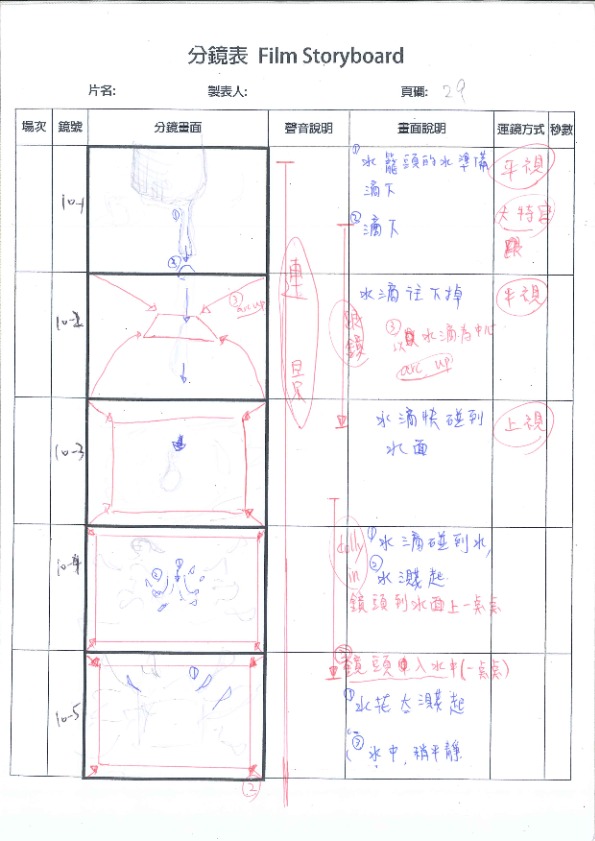 分鏡表 Film Storyboard
片名: 製表人: 頁碼: 29
場次 鏡號 分鏡畫面 聲音說明 畫面說明 運鏡方式 秒數
10-1
①
②
① 水龍頭的水準備
滴下
② 滴下
平視
大特寫
10-2
③ arc up
水滴往下掉
③ 以水滴為中心
arc up
平視
鏡
10-3
水滴快碰到
水面
上視
10-4
①
②
dolly
in
① 水滴碰到水,
② 水濺起
鏡頭到水面上一點點
10-5
①
②
② 鏡頭入水中(一點點)
① 水花大濺起
水中,稍平靜